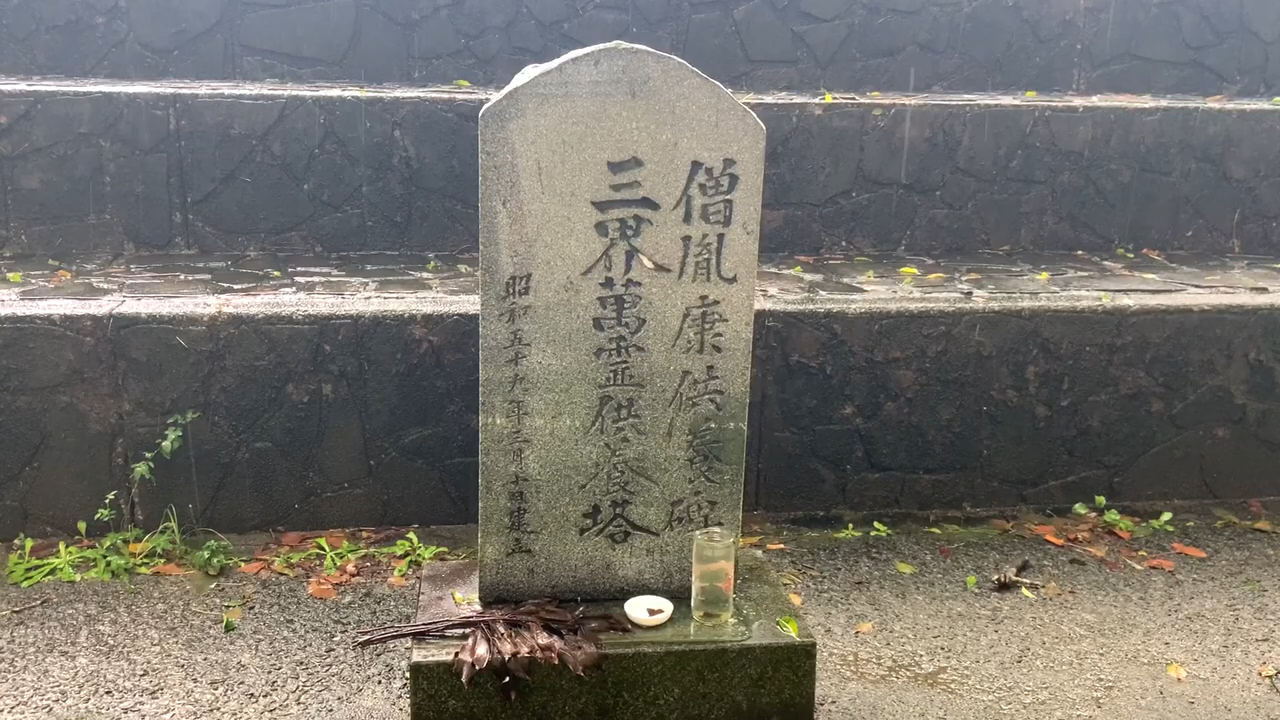 僧胤康供養碑
三界萬霊供養塔
昭和五十九年三月十日建立